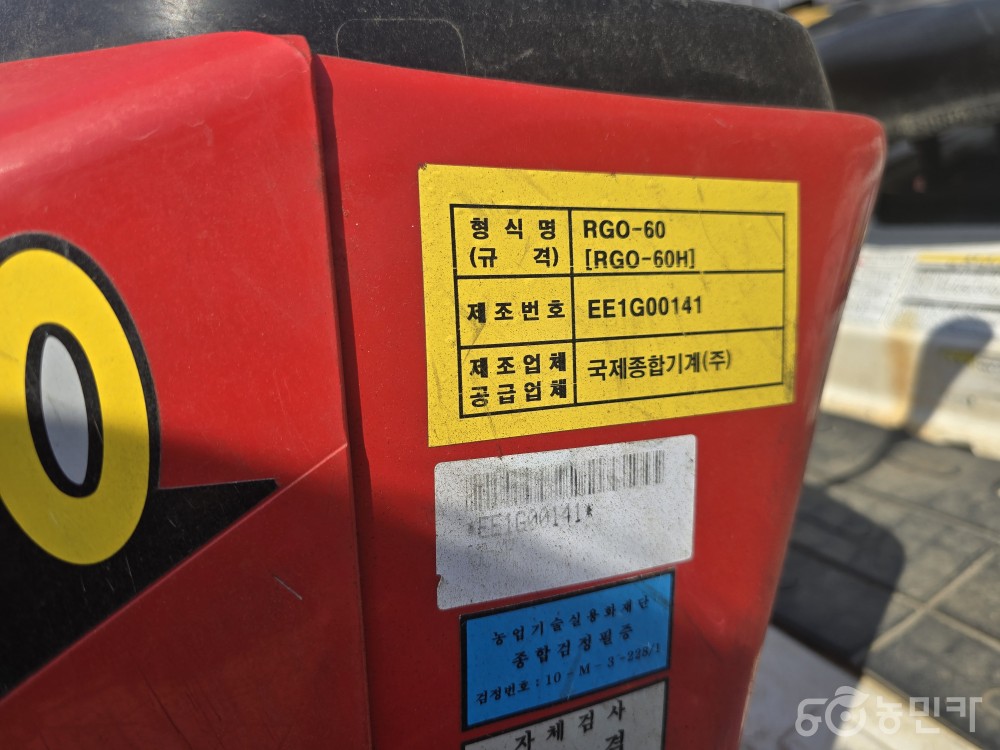 형식명 RGO-60
(규 격) [RGO-60H]
제조번호 EE1G00141
제조업체
공급업체 국제종합기계(주)
*EE1G00141*
농업기술실용화재단
종합검정필증
검정번호 : 10-M-3-228/1
자체검사
격
0
농민카